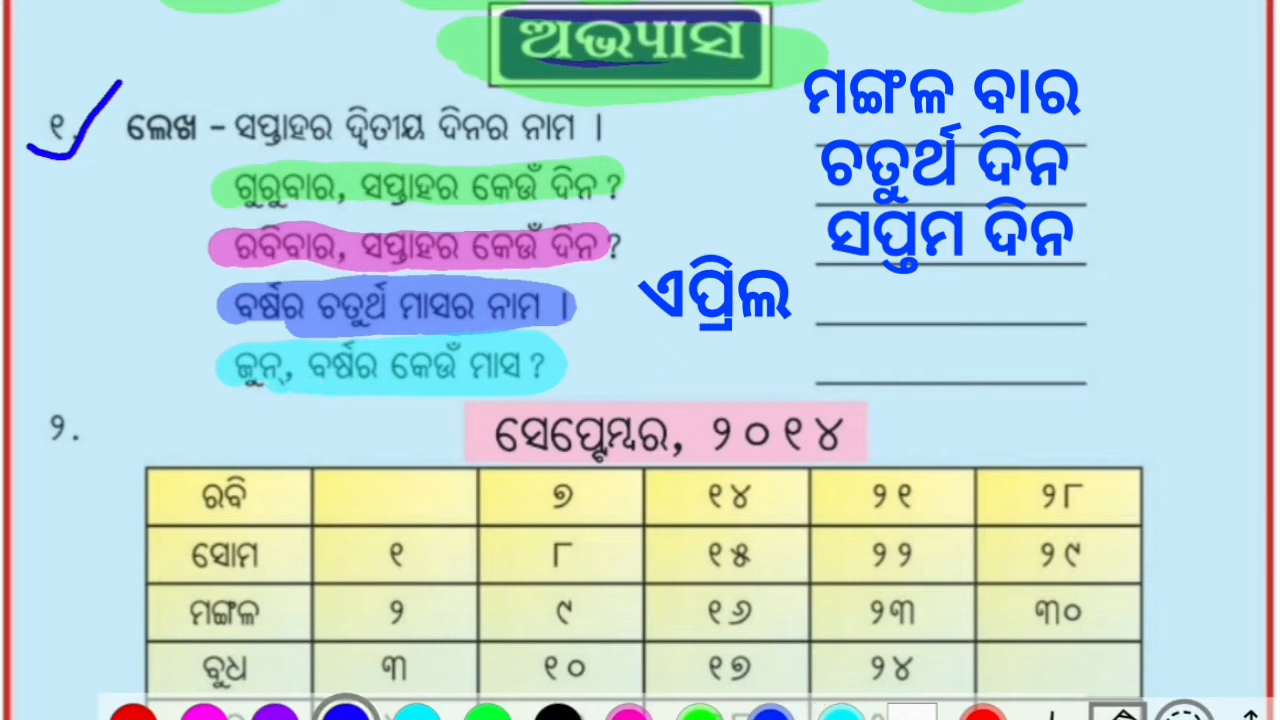 ଅଭ୍ୟାସ
୧. ଲେଖ – ସପ୍ତାହର ଦ୍ୱିତୀୟ ଦିନର ନାମ । ମଙ୍ଗଳ ବାର
ଗୁରୁବାର, ସପ୍ତାହର କେଉଁ ଦିନ ? ଚତୁର୍ଥ ଦିନ
ରବିବାର, ସପ୍ତାହର କେଉଁ ଦିନ ? ସପ୍ତମ ଦିନ
ବର୍ଷର ଚତୁର୍ଥ ମାସର ନାମ । ଏପ୍ରିଲ
ଜୁନ୍, ବର୍ଷର କେଉଁ ମାସ ?
୨. ସେପ୍ଟେମ୍ବର, ୨୦୧୪
ରବି ୭ ୧୪ ୨୧ ୨୮
ସୋମ ୧ ୮ ୧୫ ୨୨ ୨୯
ମଙ୍ଗଳ ୨ ୯ ୧୬ ୨୩ ୩୦
ବୁଧ ୩ ୧୦ ୧୭ ୨୪